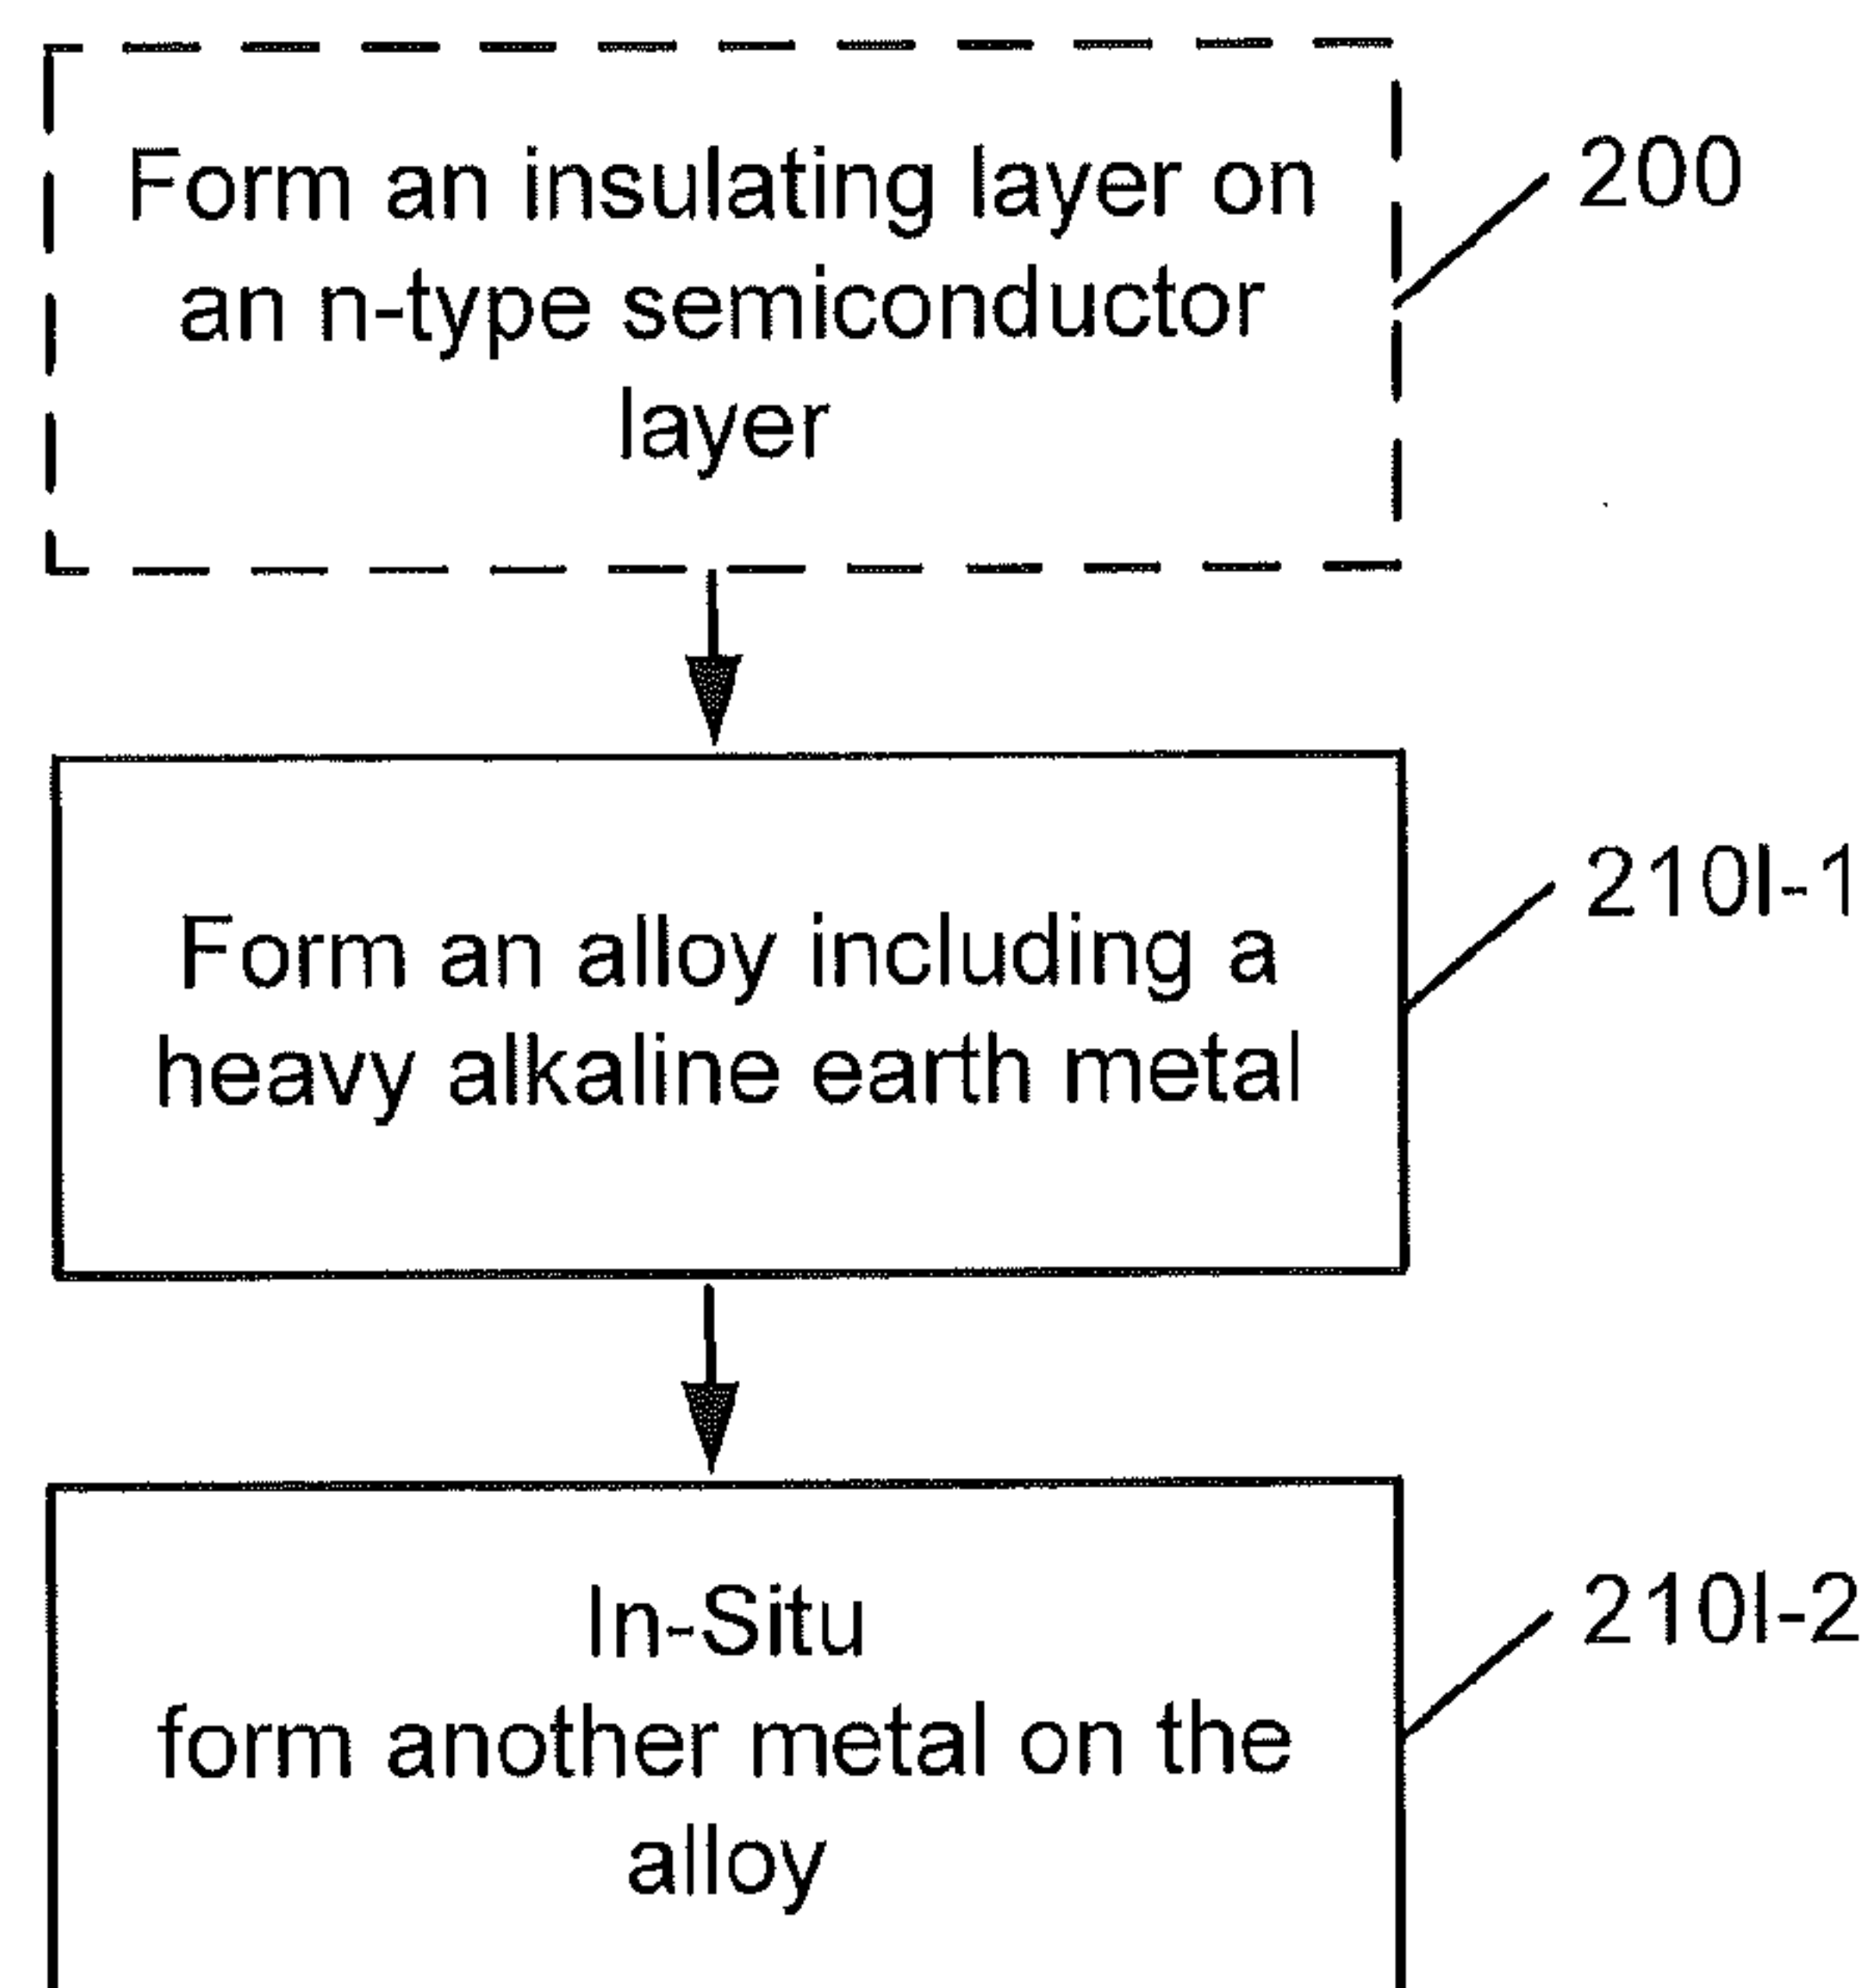 Form an insulating layer on
an n-type semiconductor
layer
200
Form an alloy including a
heavy alkaline earth metal
210I-1
In-Situ
form another metal on the
alloy
210I-2